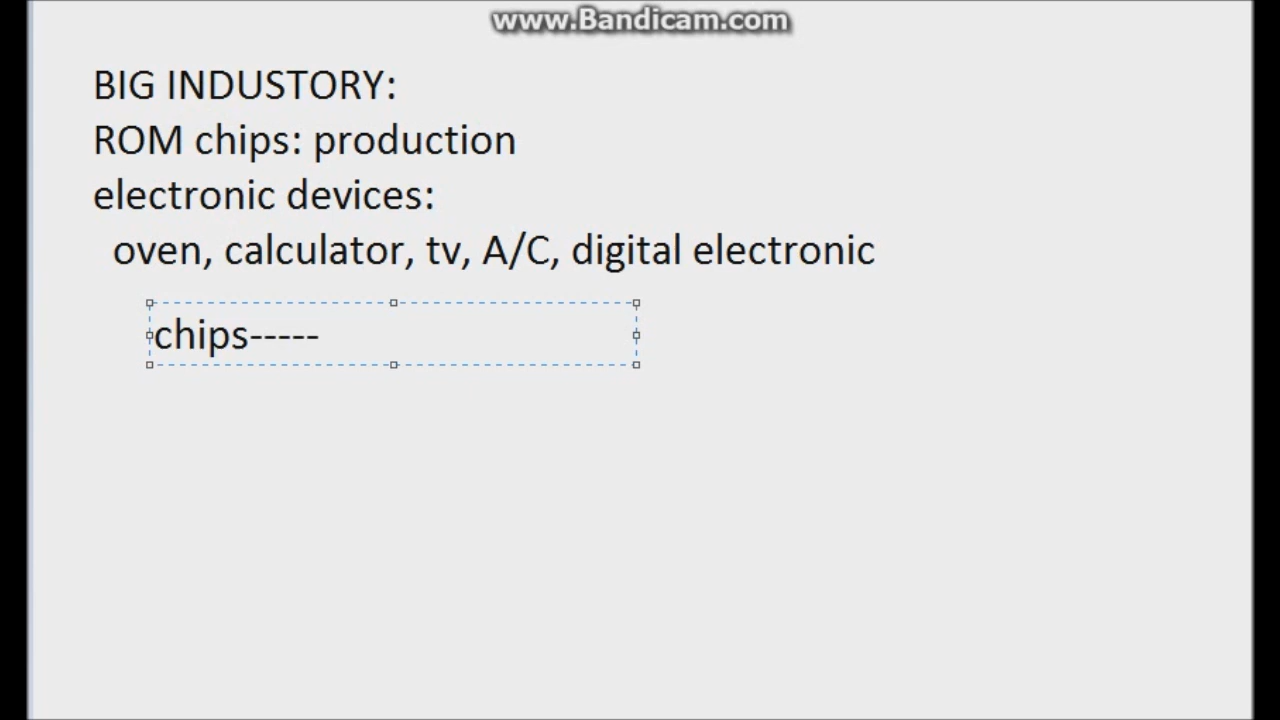 www.Bandicam.com
BIG INDUSTORY:
ROM chips: production
electronic devices:
oven, calculator, tv, A/C, digital electronic
chips-----